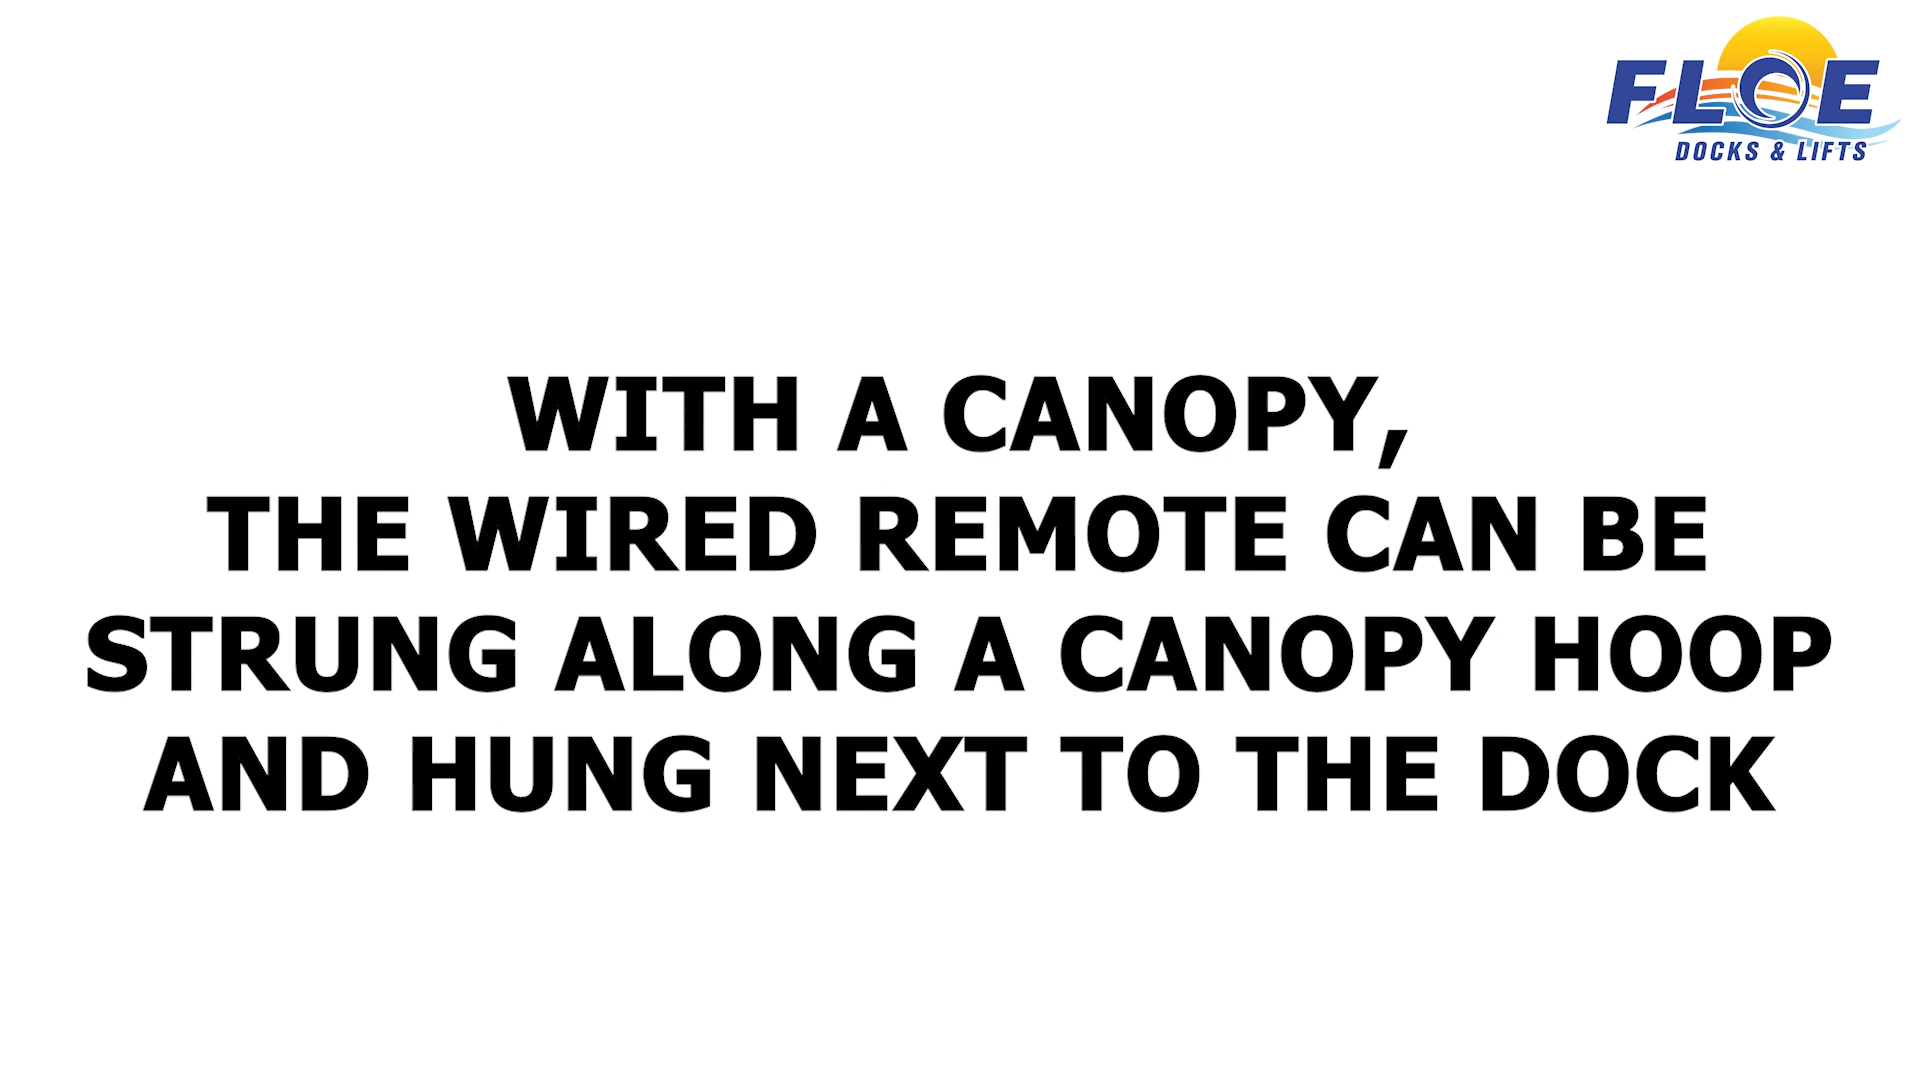 FLOE
DOCKS & LIFTS
WITH A CANOPY,
THE WIRED REMOTE CAN BE
STRUNG ALONG A CANOPY HOOP
AND HUNG NEXT TO THE DOCK